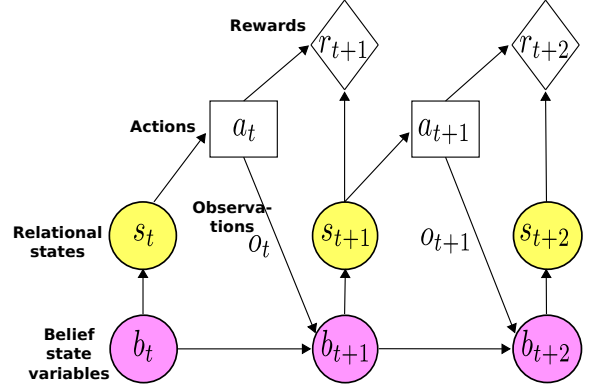 Rewards
r_{t+1}
r_{t+2}
Actions
a_t
a_{t+1}
Observa-
tions
o_t
o_{t+1}
Relational
states
s_t
s_{t+1}
s_{t+2}
Belief
state
variables
b_t
b_{t+1}
b_{t+2}